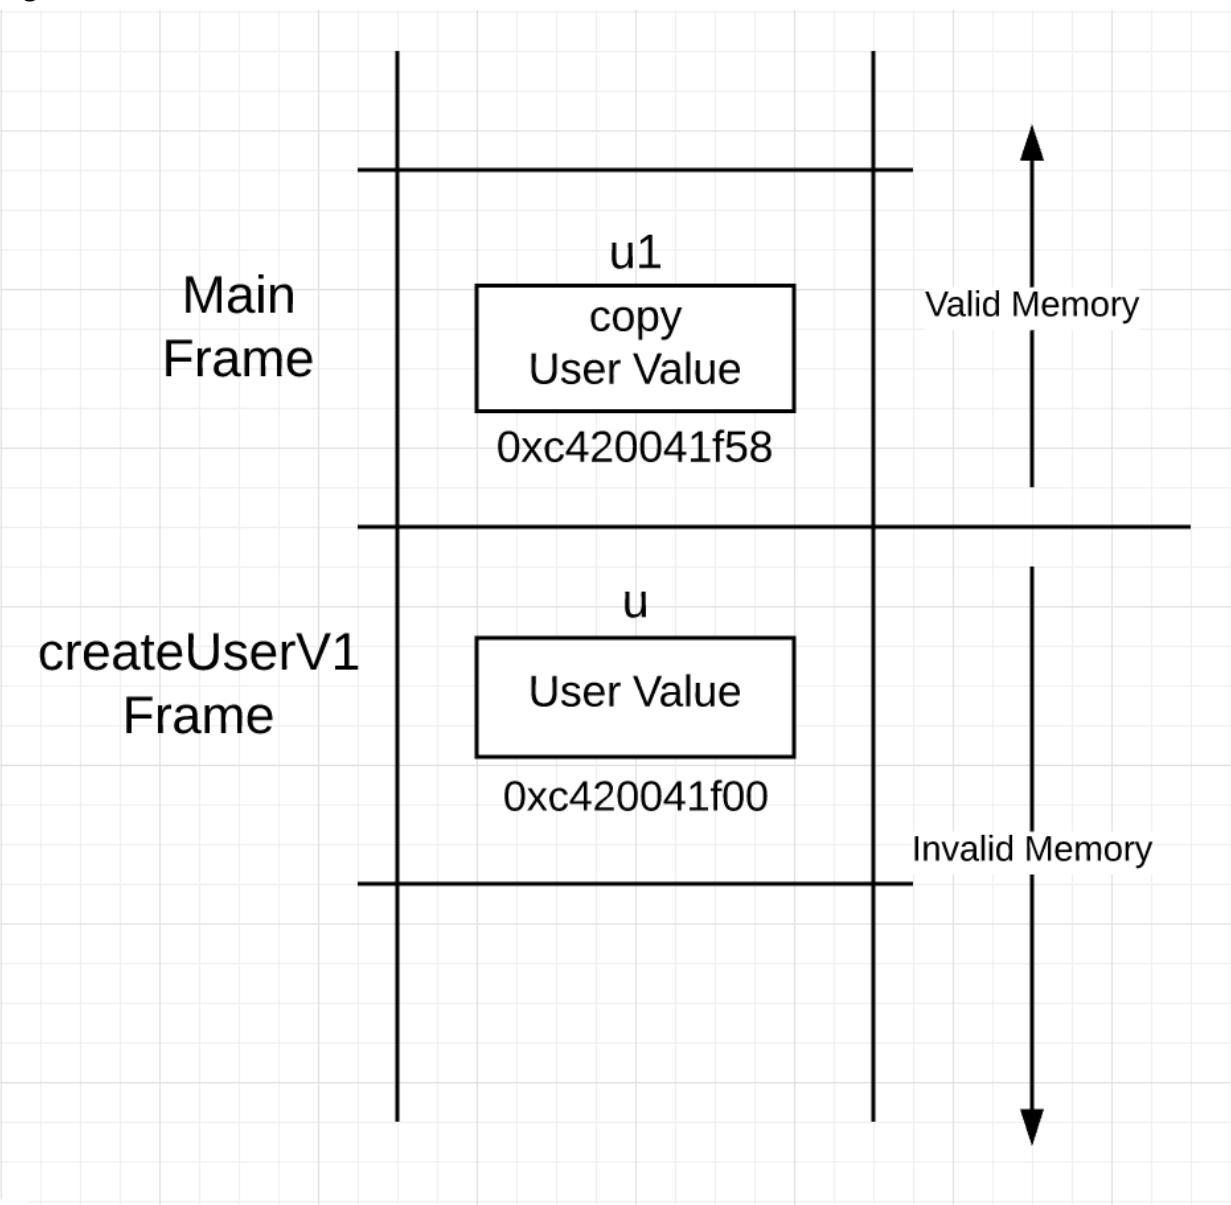 u1
Main
Frame
copy
User Value
Valid Memory
0xc420041f58
u
createUserV1
Frame
User Value
0xc420041f00
Invalid Memory